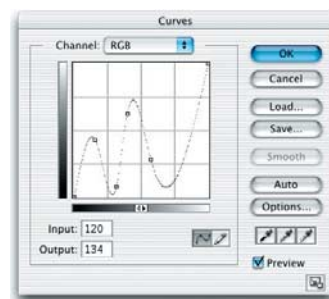 Curves
Channel: RGB
OK
Cancel
Load...
Save...
Smooth
Auto
Options...
Input: 120
Output: 134
Preview